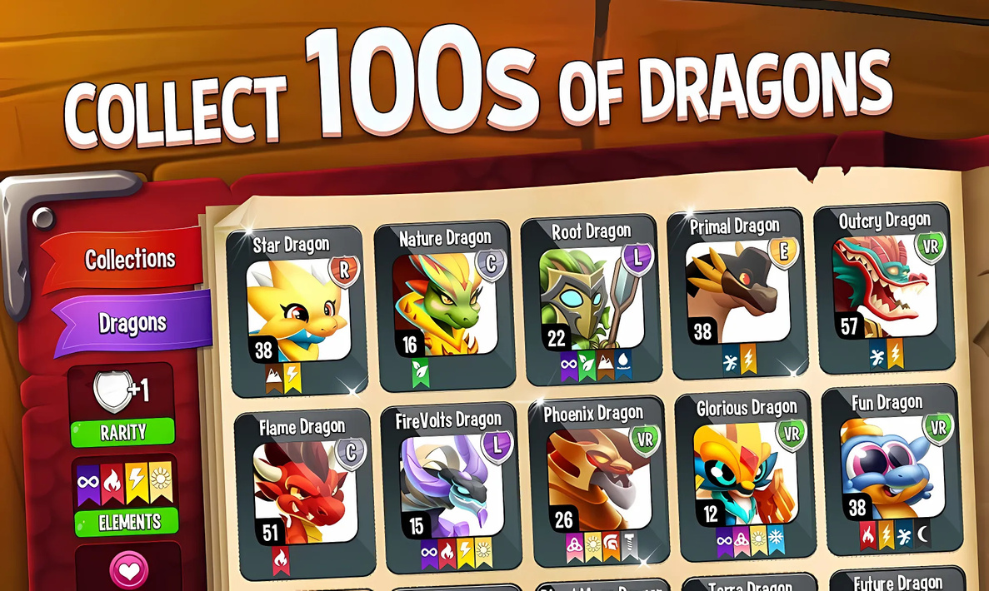 COLLECT 100s OF DRAGONS
Collections
Dragons
+1
RARITY
ELEMENTS
Star Dragon
R
38
Nature Dragon
C
16
Root Dragon
L
22
Primal Dragon
E
38
Outcry Dragon
VR
57
Flame Dragon
C
51
FireVolts Dragon
L
15
Phoenix Dragon
VR
26
Glorious Dragon
VR
12
Fun Dragon
VR
38
Dragon
Terra Dragon
Future Dragon